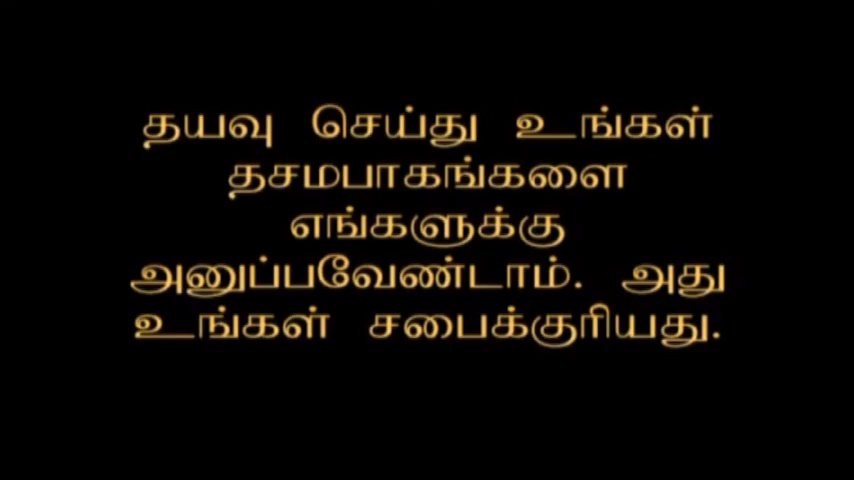 தயவு செய்து உங்கள்
தசமபாகங்களை
எங்களுக்கு
அனுப்பவேண்டாம். அது
உங்கள் சபைக்குரியது.